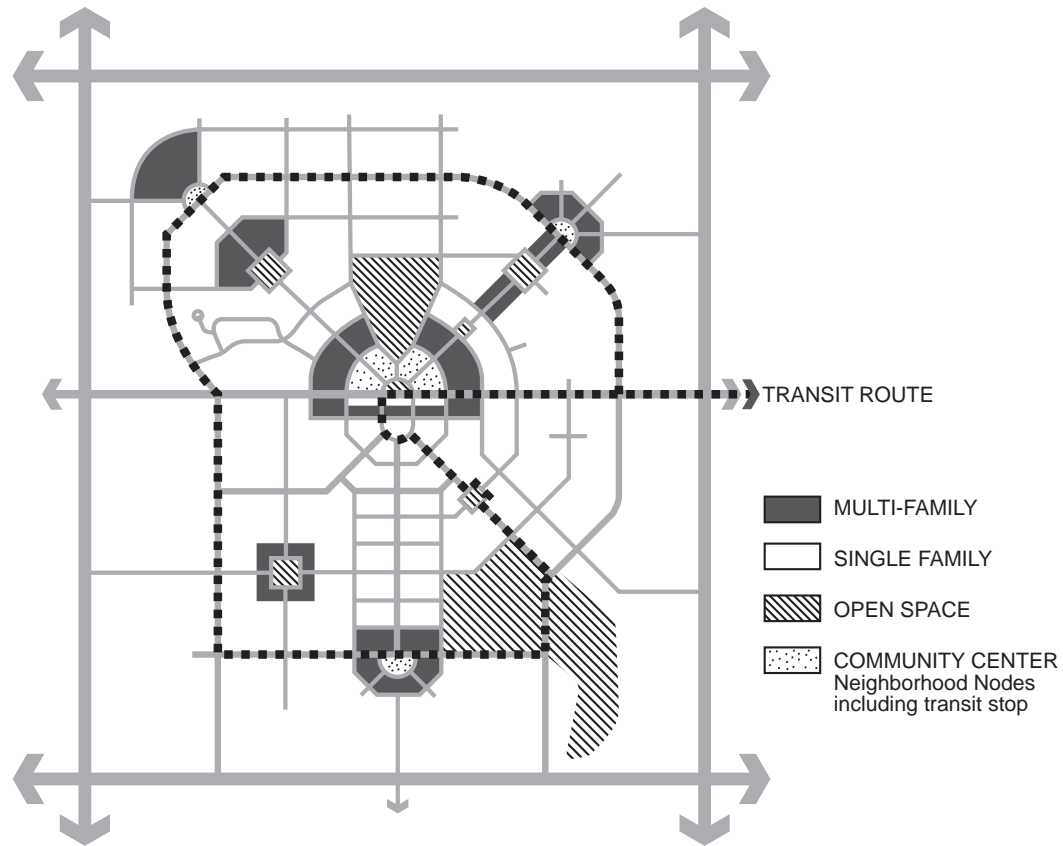 TRANSIT ROUTE
MULTI-FAMILY
SINGLE FAMILY
OPEN SPACE
COMMUNITY CENTER
Neighborhood Nodes
including transit stop